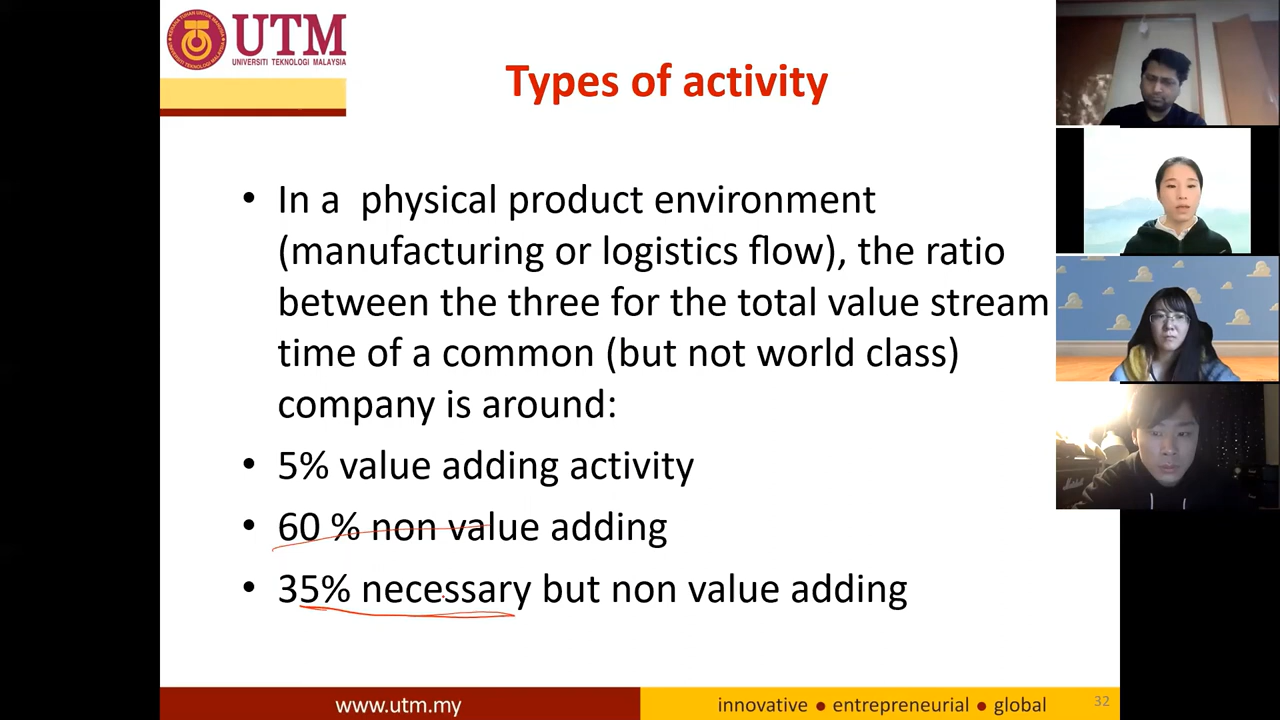 UTM
UNIVERSITI TEKNOLOGI MALAYSIA
Types of activity
• In a physical product environment
(manufacturing or logistics flow), the ratio
between the three for the total value stream
time of a common (but not world class)
company is around:
• 5% value adding activity
• 60 % non value adding
• 35% necessary but non value adding
www.utm.my
innovative ● entrepreneurial ● global
32